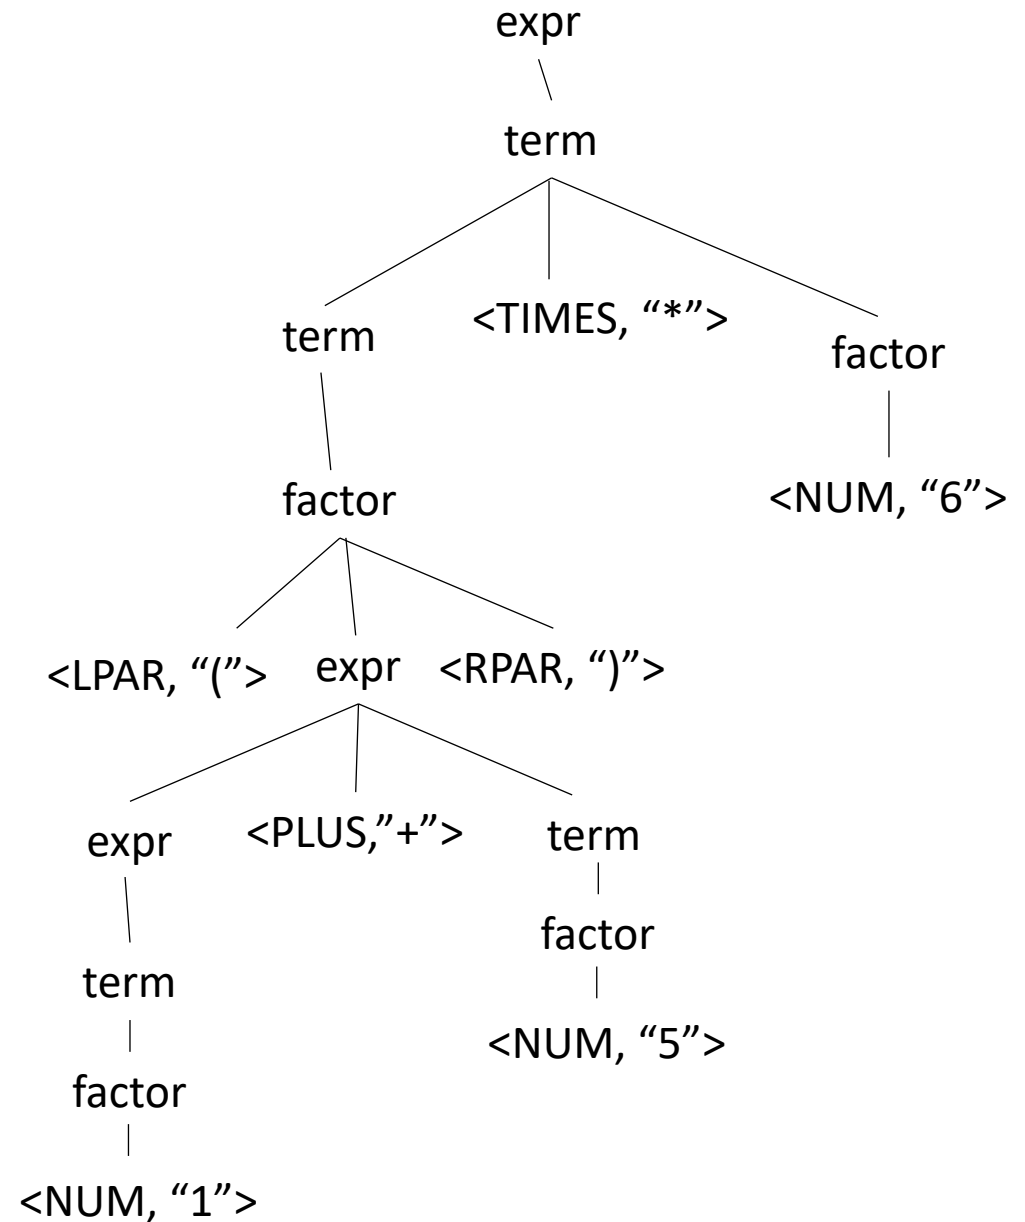 expr
term
term
<TIMES, “*”>
factor
factor
<NUM, “6”>
<LPAR, “(”>
expr
<RPAR, “)”>
expr
<PLUS,”+”>
term
factor
term
<NUM, “5”>
factor
<NUM, “1”>